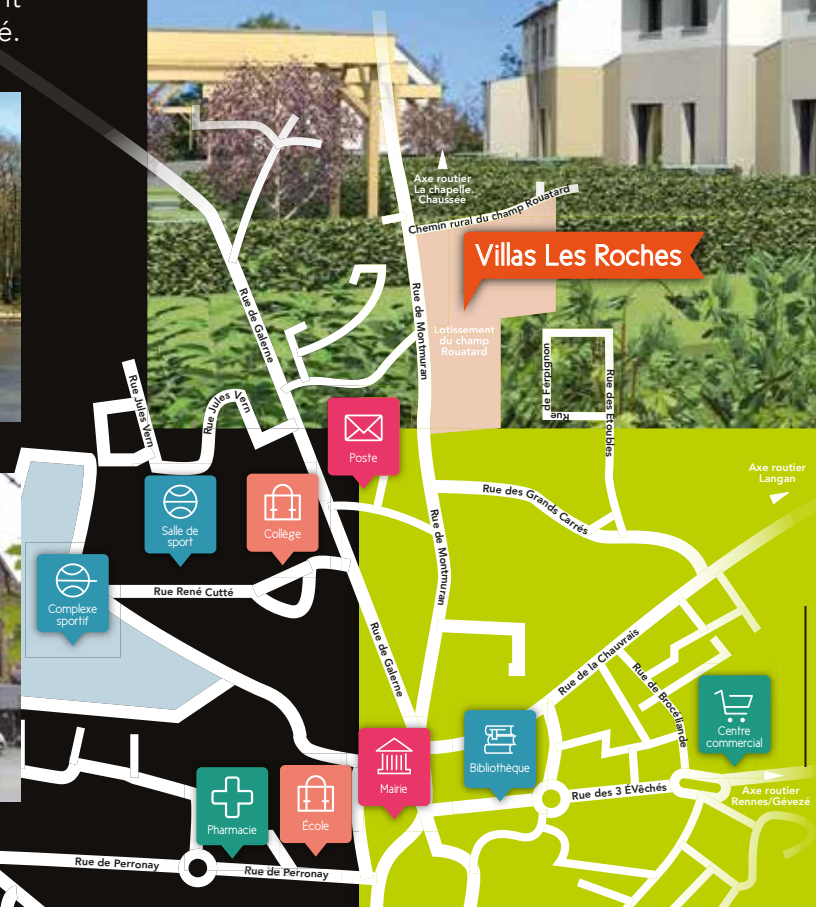 nt
é.
Axe routier
La chapelle
Chaussée
Chemin rural du champ Rouatard
Villas Les Roches
Rue de Galerne
Rue de Montmuran
Lotissement
du champ
Rouatard
Rue de Ferpignon
Rue des Etoubles
Rue Jules Vern
Rue Jules Vern
Poste
Axe routier
Langan
Rue des Grands Carrés
Salle de
sport
Collège
Rue de Montmuran
Complexe
sportif
Rue René Cutté
Rue de Galerne
Rue de la Chauvrais
Rue de Brocéliande
Centre
commercial
Bibliothèque
Mairie
Rue des 3 EVêchés
Axe routier
Rennes/Gévezé
Pharmacie
École
Rue de Perronay
Rue de Perronay